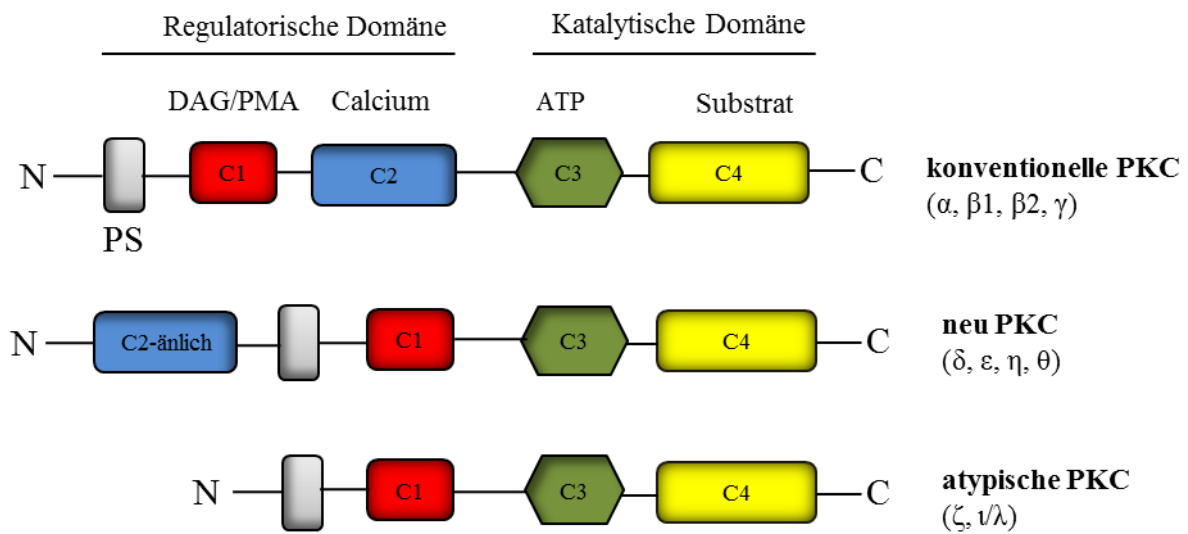 Regulatorische Domäne Katalytische Domäne
DAG/PMA Calcium ATP Substrat
N C1 C2 C3 C4 C konventionelle PKC
(α, β1, β2, γ)
PS
N C2-änlich C1 C3 C4 C neu PKC
(δ, ε, η, θ)
N C1 C3 C4 C atypische PKC
(ζ, ι/λ)